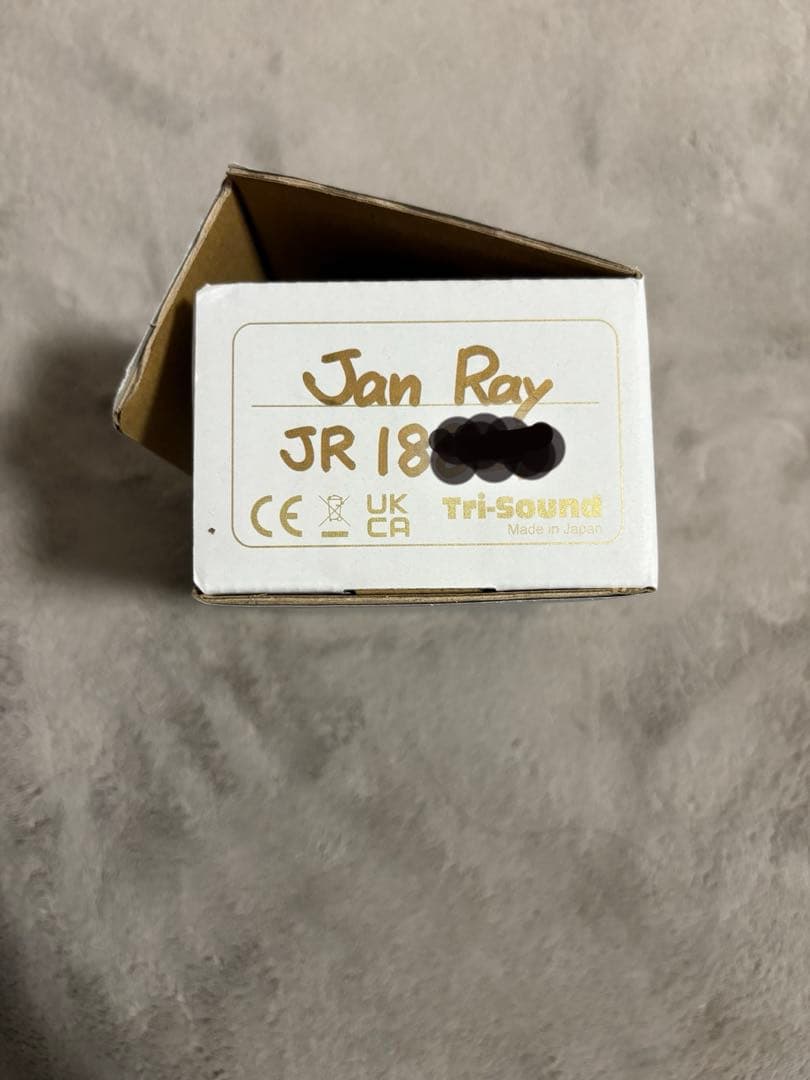 Jan Ray
JR 18
CE UK CA Tri-Sound
Made in Japan